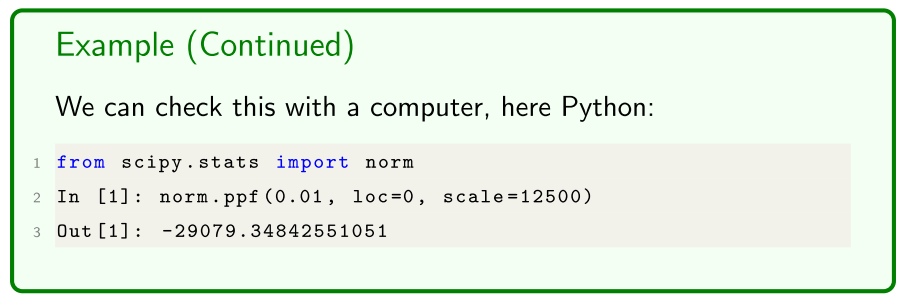 Example (Continued)
We can check this with a computer, here Python:
1 from scipy.stats import norm
2 In [1]: norm.ppf(0.01, loc=0, scale=12500)
3 Out[1]: -29079.34842551051